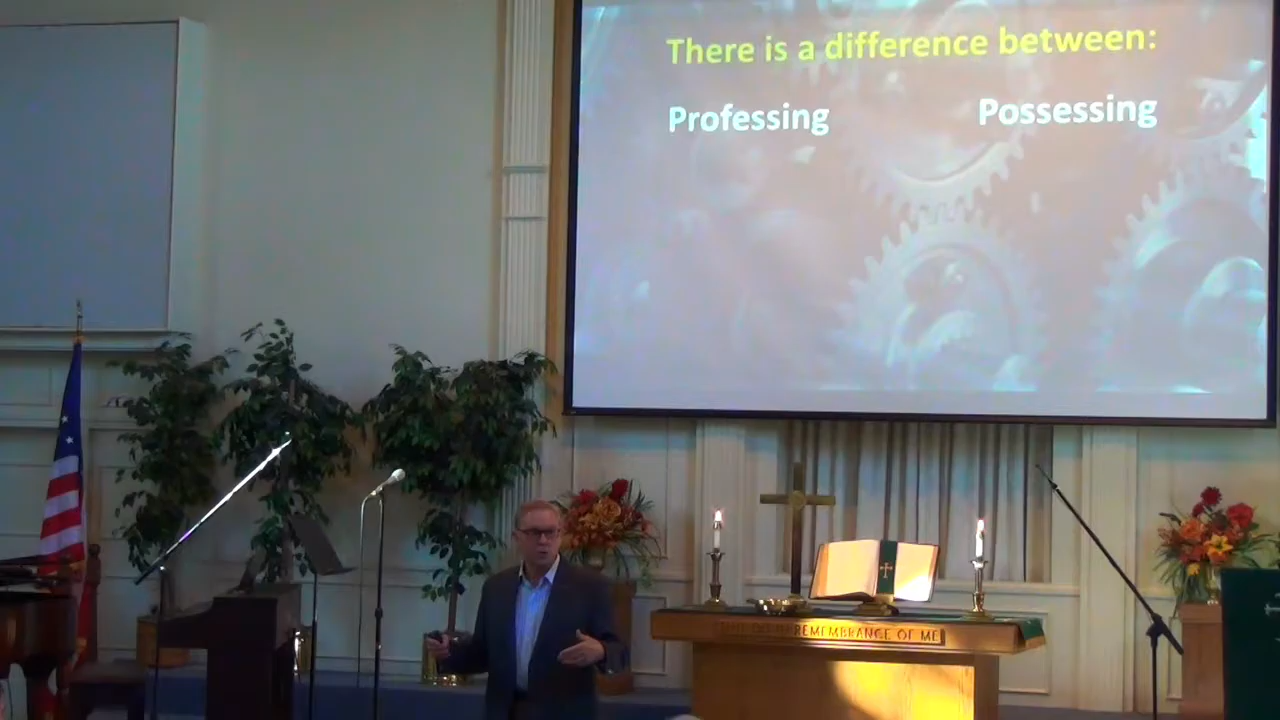 There is a difference between:
Professing Possessing
REMEMBRANCE OF ME